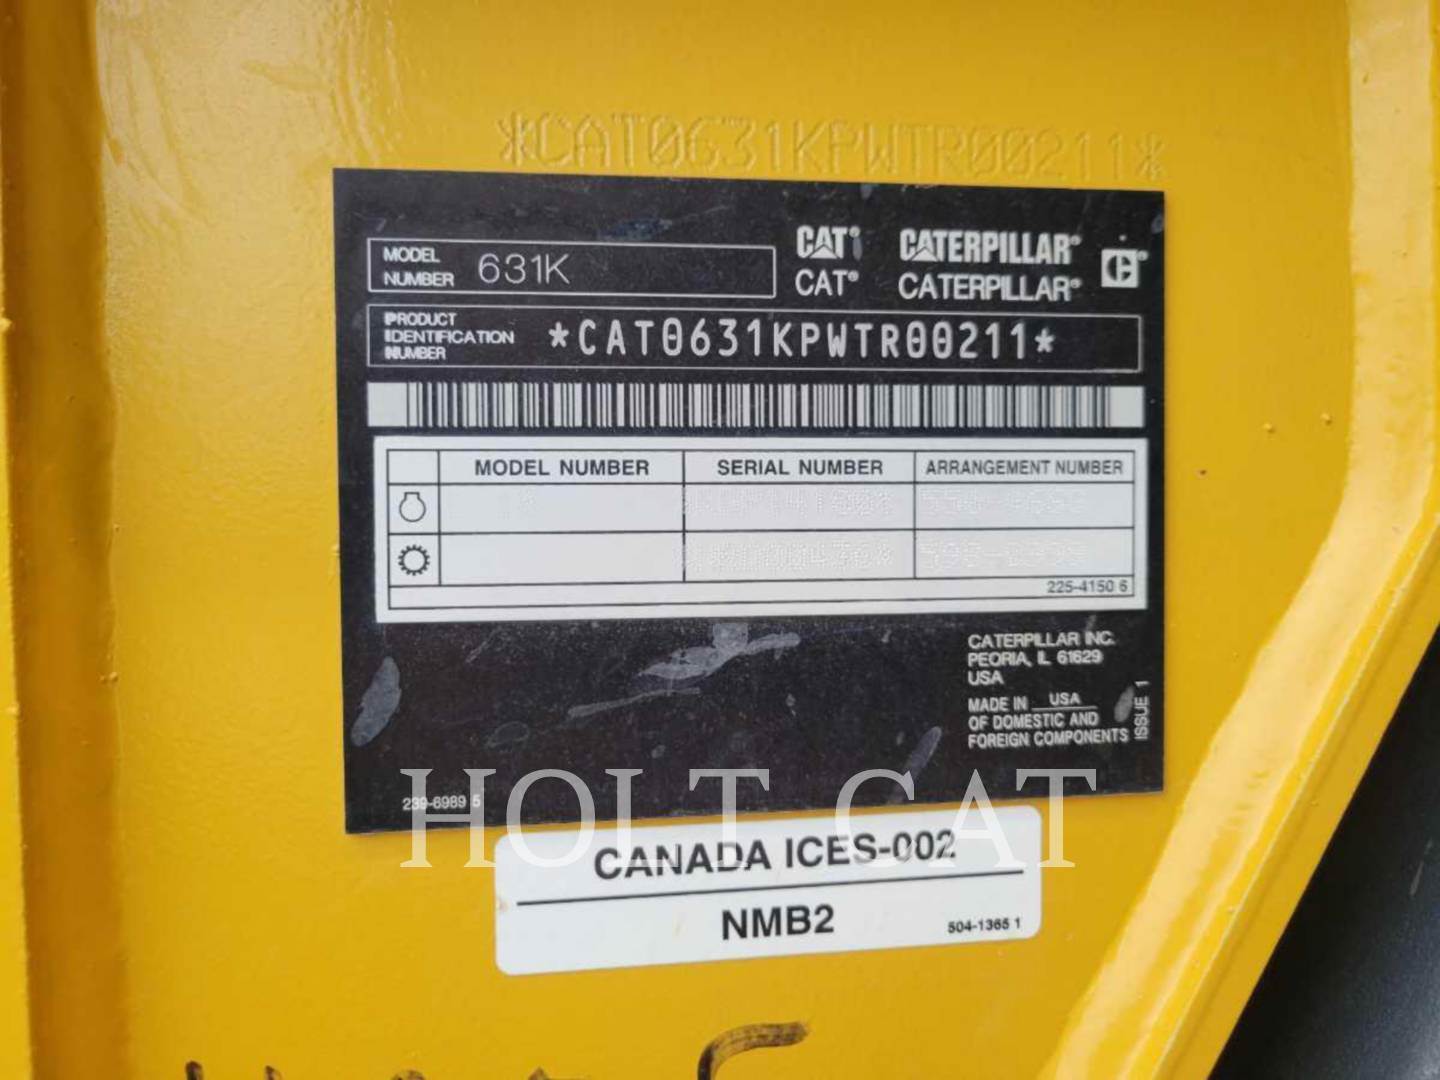 *CAT0631KPWTR00211*
MODEL NUMBER 631K
CAT® CATERPILLAR®
CAT® CATERPILLAR®
PRODUCT IDENTIFICATION NUMBER *CAT0631KPWTR00211*
MODEL NUMBER SERIAL NUMBER ARRANGEMENT NUMBER
225-4150 6
CATERPILLAR INC.
PEORIA, IL 61629
USA
MADE IN USA
OF DOMESTIC AND
FOREIGN COMPONENTS
ISSUE 1
239-6989 5
HOLT CAT
CANADA ICES-002
NMB2
504-1365 1